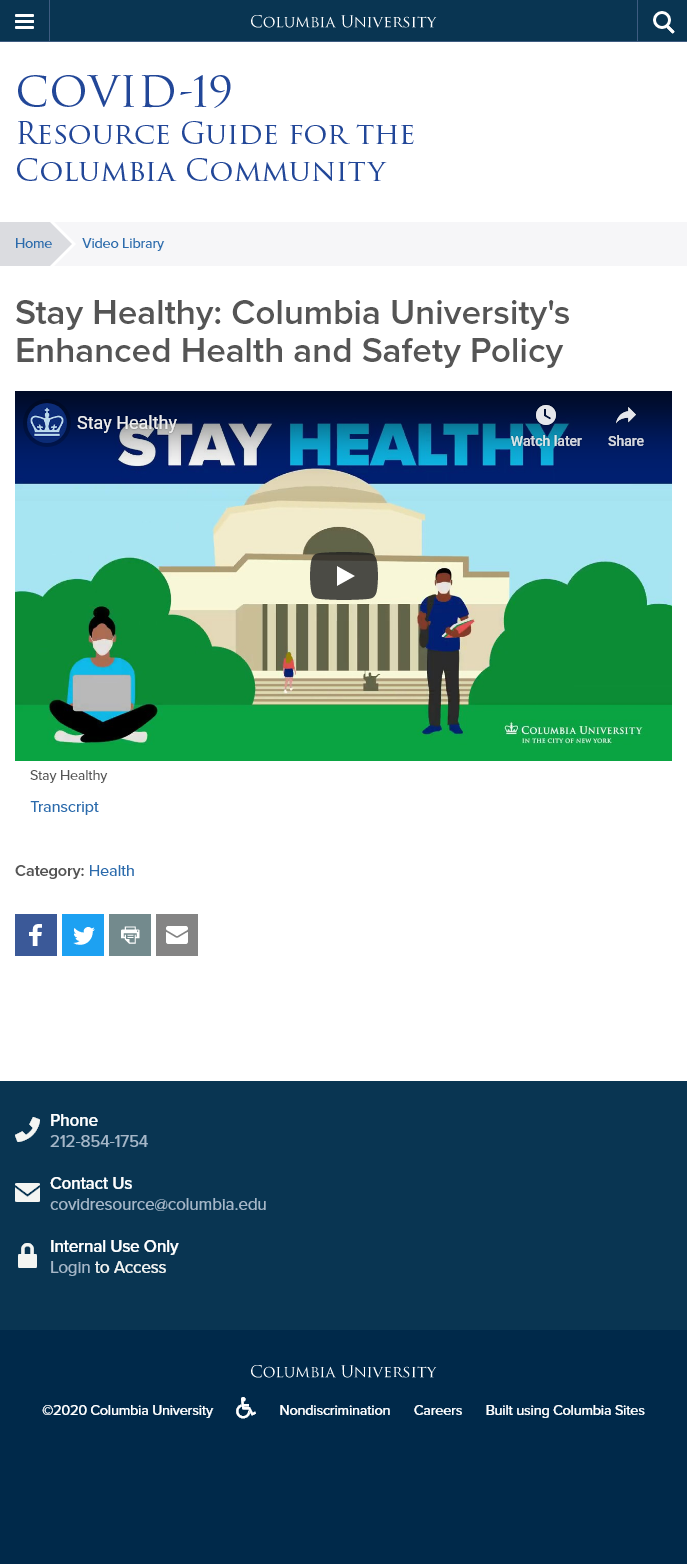 COLUMBIA UNIVERSITY
COVID-19
RESOURCE GUIDE FOR THE
COLUMBIA COMMUNITY
Home
Video Library
Stay Healthy: Columbia University's
Enhanced Health and Safety Policy
Stay Healthy
STAY HEALTHY
Watch later
Share
COLUMBIA UNIVERSITY
IN THE CITY OF NEW YORK
Stay Healthy
Transcript
Category: Health
Phone
212-854-1754
Contact Us
covidresource@columbia.edu
Internal Use Only
Login to Access
COLUMBIA UNIVERSITY
©2020 Columbia University
Nondiscrimination
Careers
Built using Columbia Sites